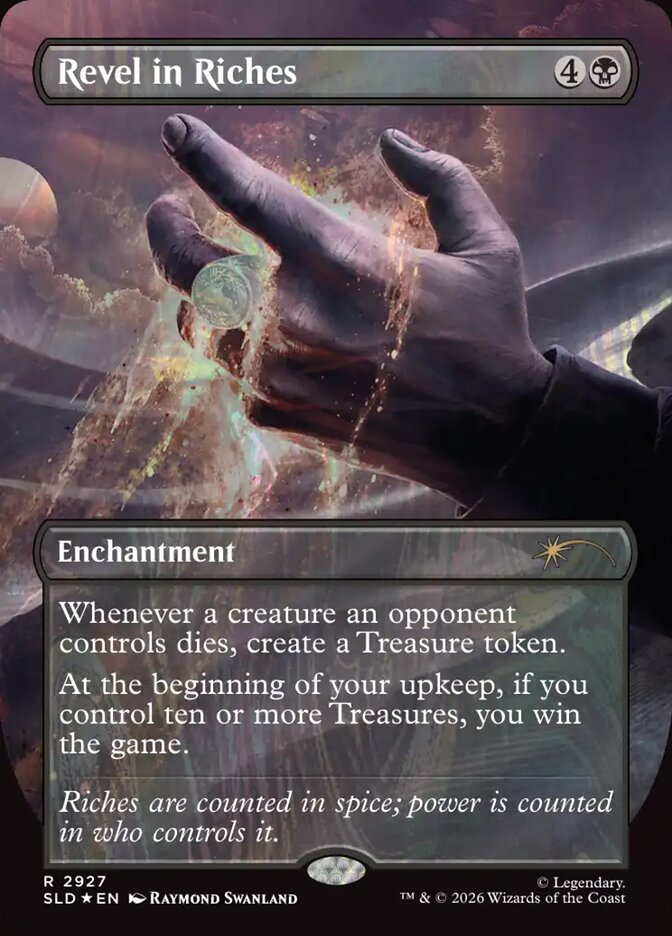 Revel in Riches 4
Enchantment
Whenever a creature an opponent
controls dies, create a Treasure token.
At the beginning of your upkeep, if you
control ten or more Treasures, you win
the game.
Riches are counted in spice; power is counted
in who controls it.
R 2927
SLD ★ EN RAYMOND SWANLAND
© Legendary.
™ & © 2026 Wizards of the Coast